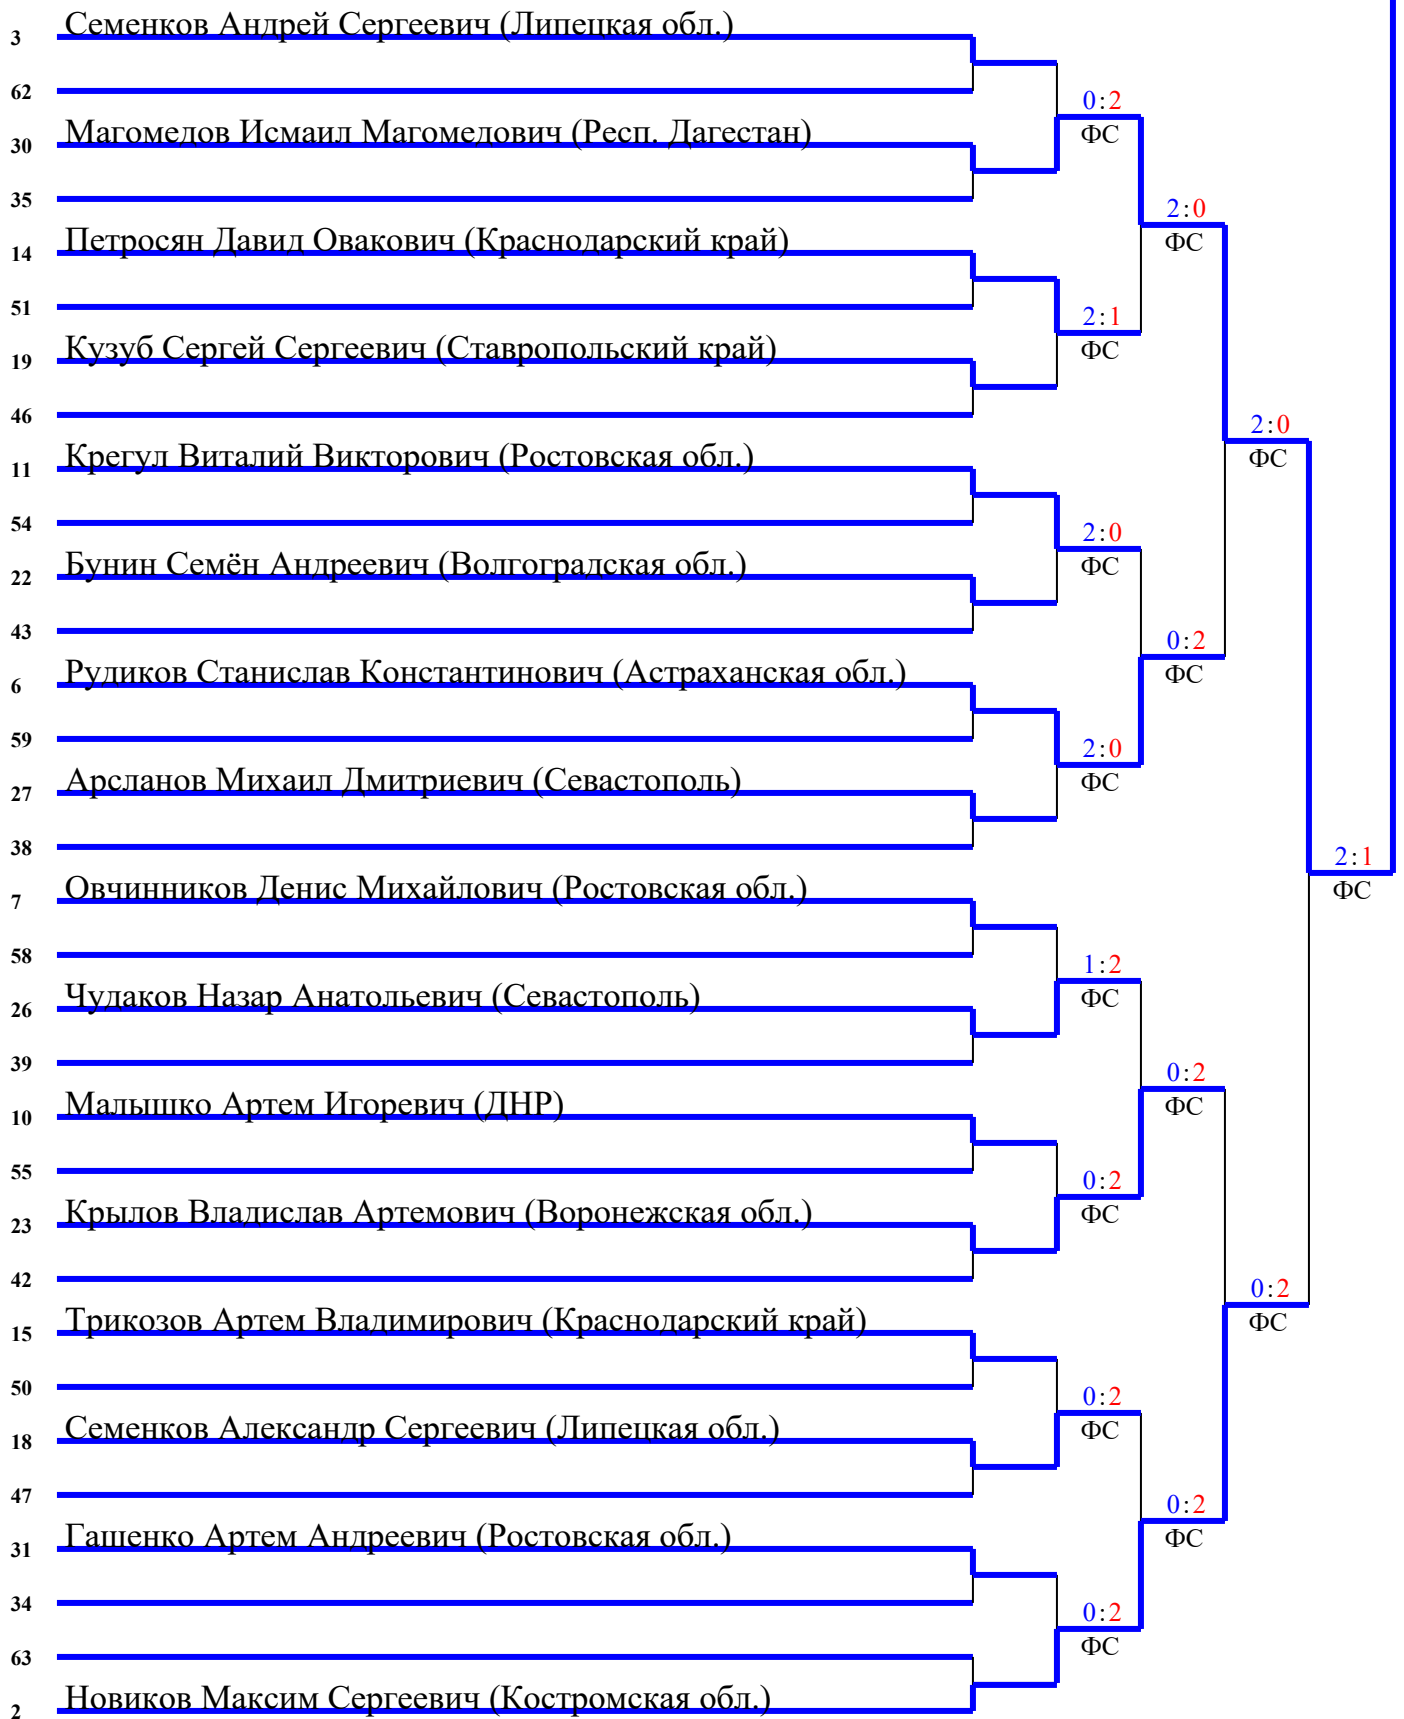 3 Семенков Андрей Сергеевич (Липецкая обл.)
62
0:2
30 Магомедов Исмаил Магомедович (Респ. Дагестан)
ФС
35
2:0
14 Петросян Давид Овакович (Краснодарский край)
ФС
51
2:1
19 Кузуб Сергей Сергеевич (Ставропольский край)
ФС
46
2:0
11 Крегул Виталий Викторович (Ростовская обл.)
ФС
54
2:0
22 Бунин Семён Андреевич (Волгоградская обл.)
ФС
43
0:2
6 Рудиков Станислав Константинович (Астраханская обл.)
ФС
59
2:0
27 Арсланов Михаил Дмитриевич (Севастополь)
ФС
38
2:1
7 Овчинников Денис Михайлович (Ростовская обл.)
ФС
58
1:2
26 Чудаков Назар Анатольевич (Севастополь)
ФС
39
0:2
10 Малышко Артем Игоревич (ДНР)
ФС
55
0:2
23 Крылов Владислав Артемович (Воронежская обл.)
ФС
42
0:2
15 Трикозов Артем Владимирович (Краснодарский край)
ФС
50
0:2
18 Семенков Александр Сергеевич (Липецкая обл.)
ФС
47
0:2
31 Гашенко Артем Андреевич (Ростовская обл.)
ФС
34
0:2
ФС
63
2 Новиков Максим Сергеевич (Костромская обл.)